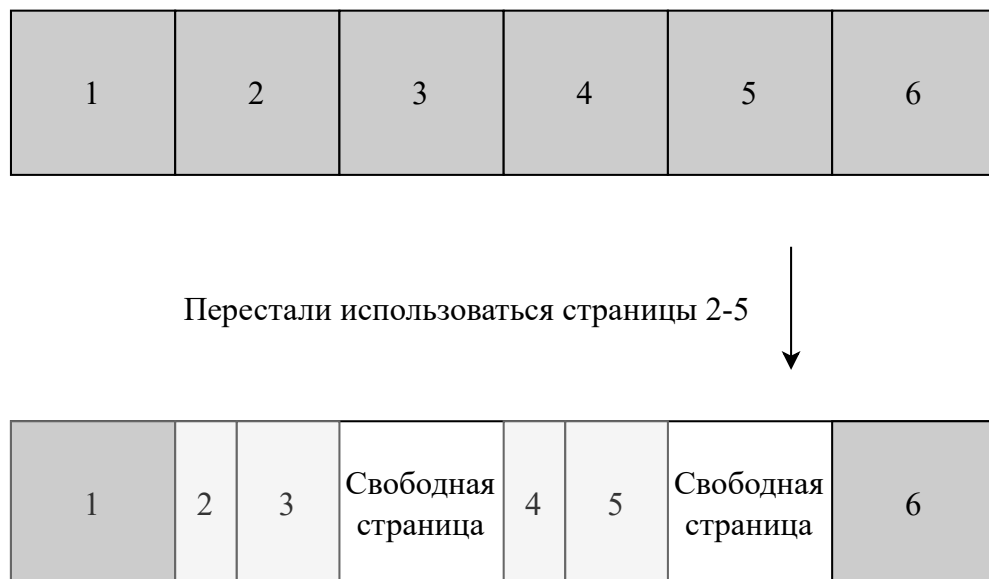 1 2 3 4 5 6
Перестали использоваться страницы 2-5
1 2 3 Свободная страница 4 5 Свободная страница 6